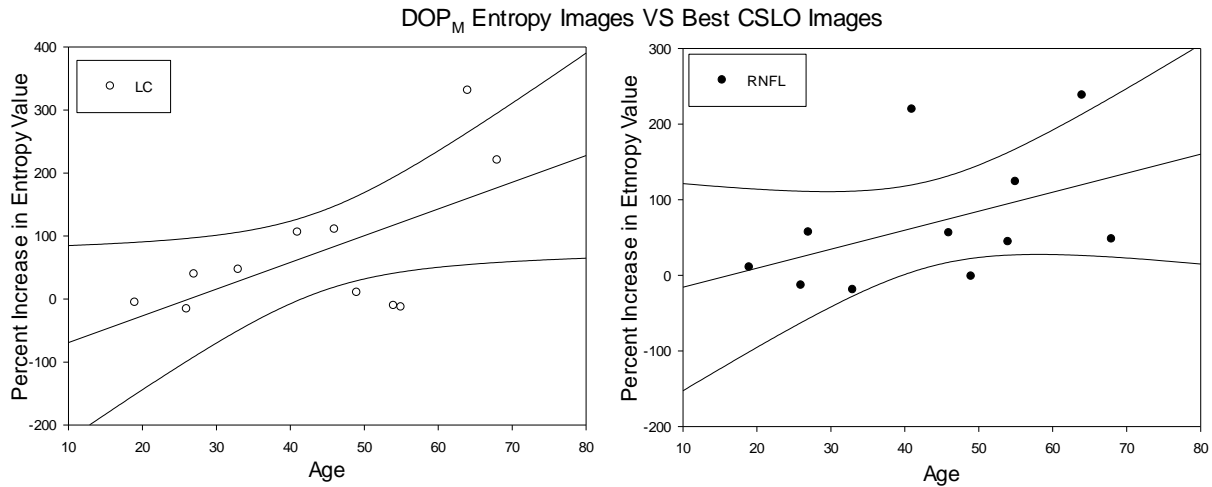 DOPM Entropy Images VS Best CSLO Images
Percent Increase in Entropy Value
400
300
200
100
0
-100
-200
LC
10 20 30 40 50 60 70 80
Age
Percent Increase in Etnropy Value
300
200
100
0
-100
-200
RNFL
10 20 30 40 50 60 70 80
Age